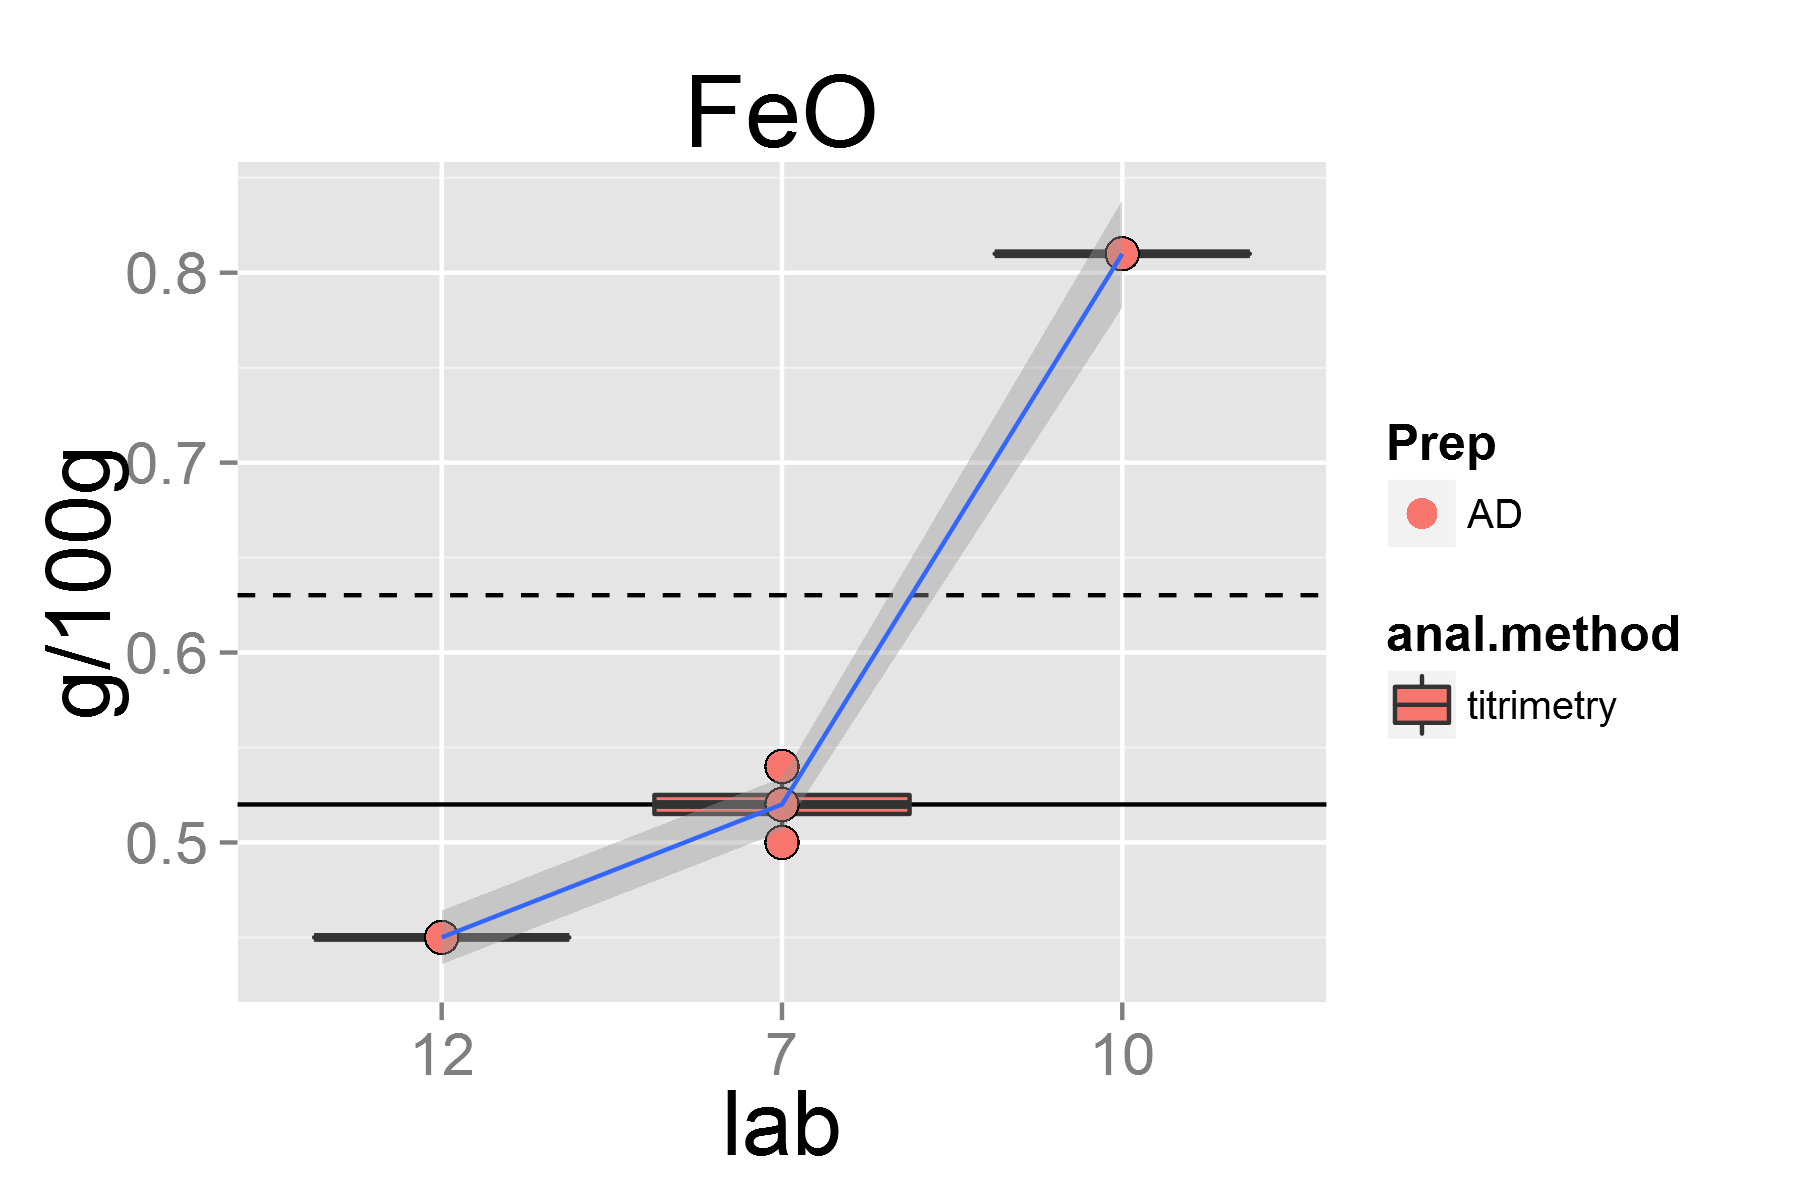 FeO
g/100g
0.8
0.7
0.6
0.5
12 7 10
lab
Prep
AD
anal.method
titrimetry